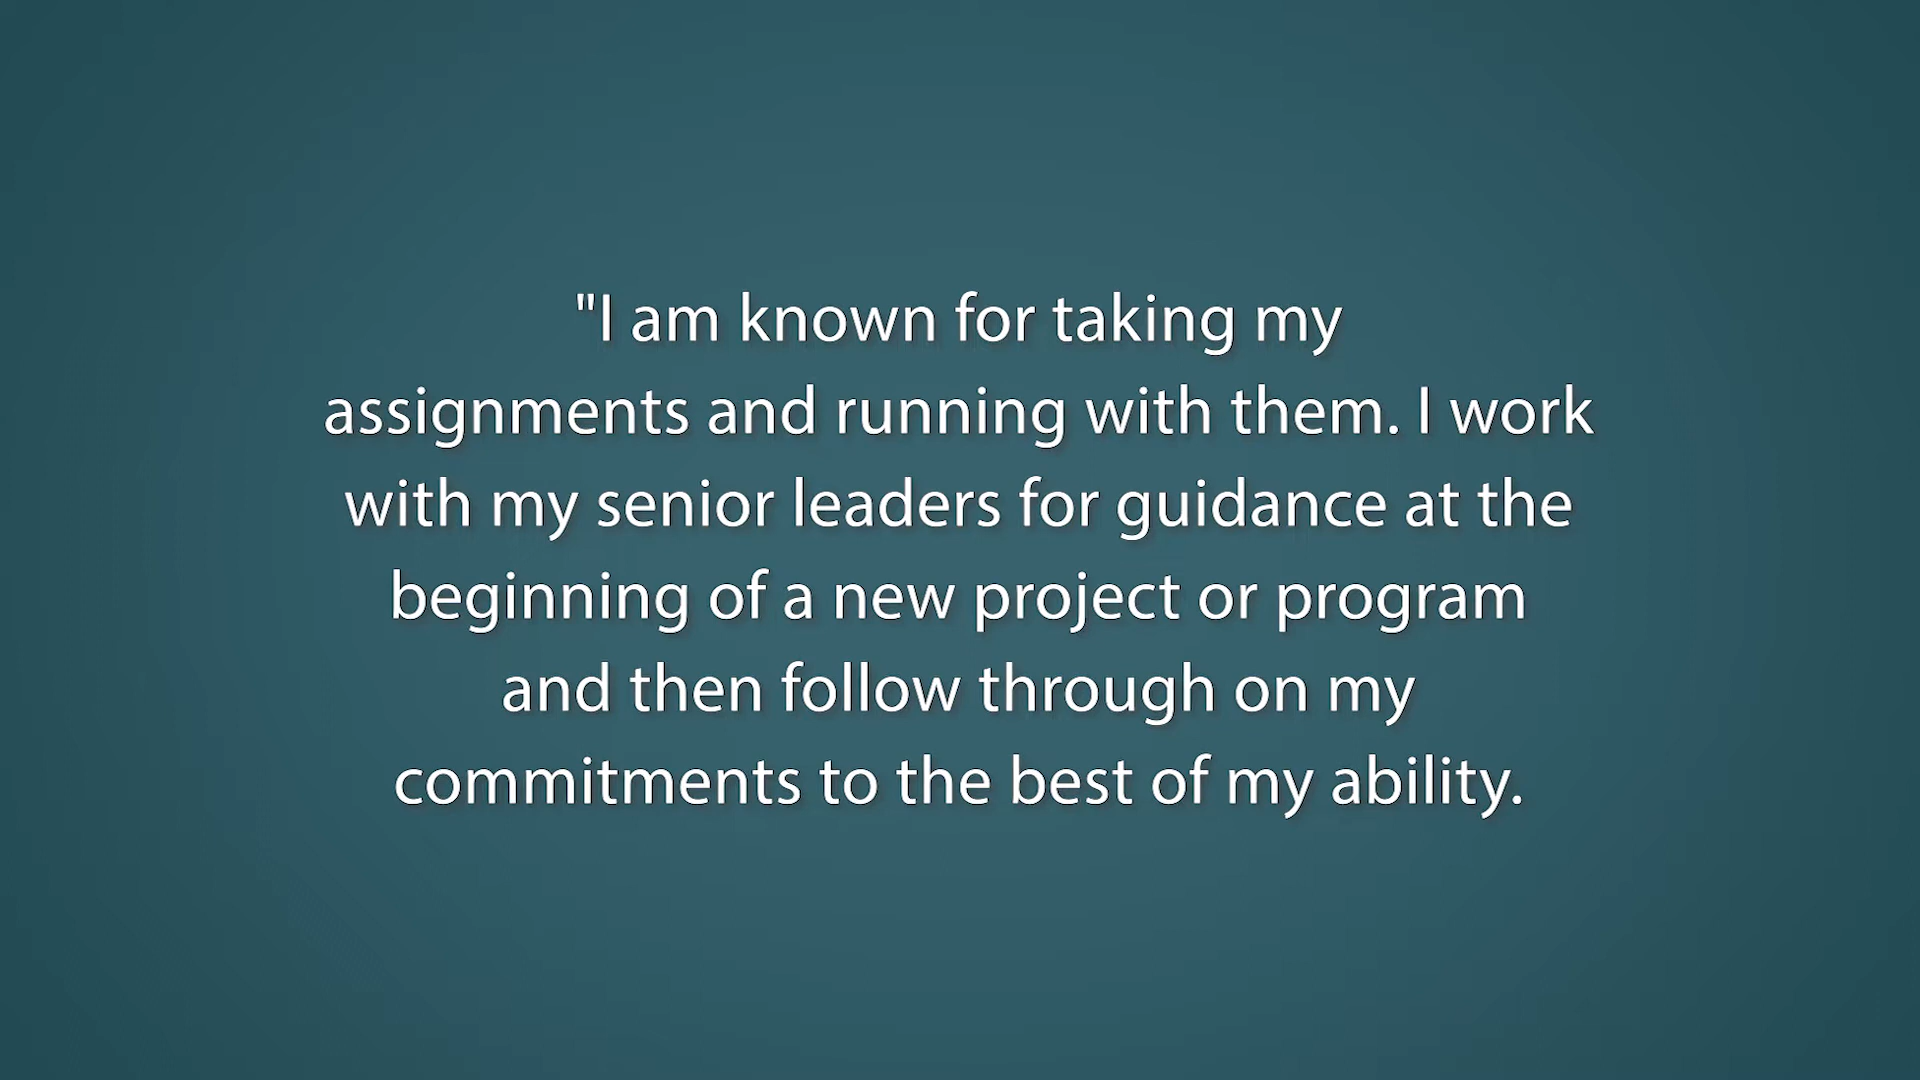 "I am known for taking my
assignments and running with them. I work
with my senior leaders for guidance at the
beginning of a new project or program
and then follow through on my
commitments to the best of my ability.